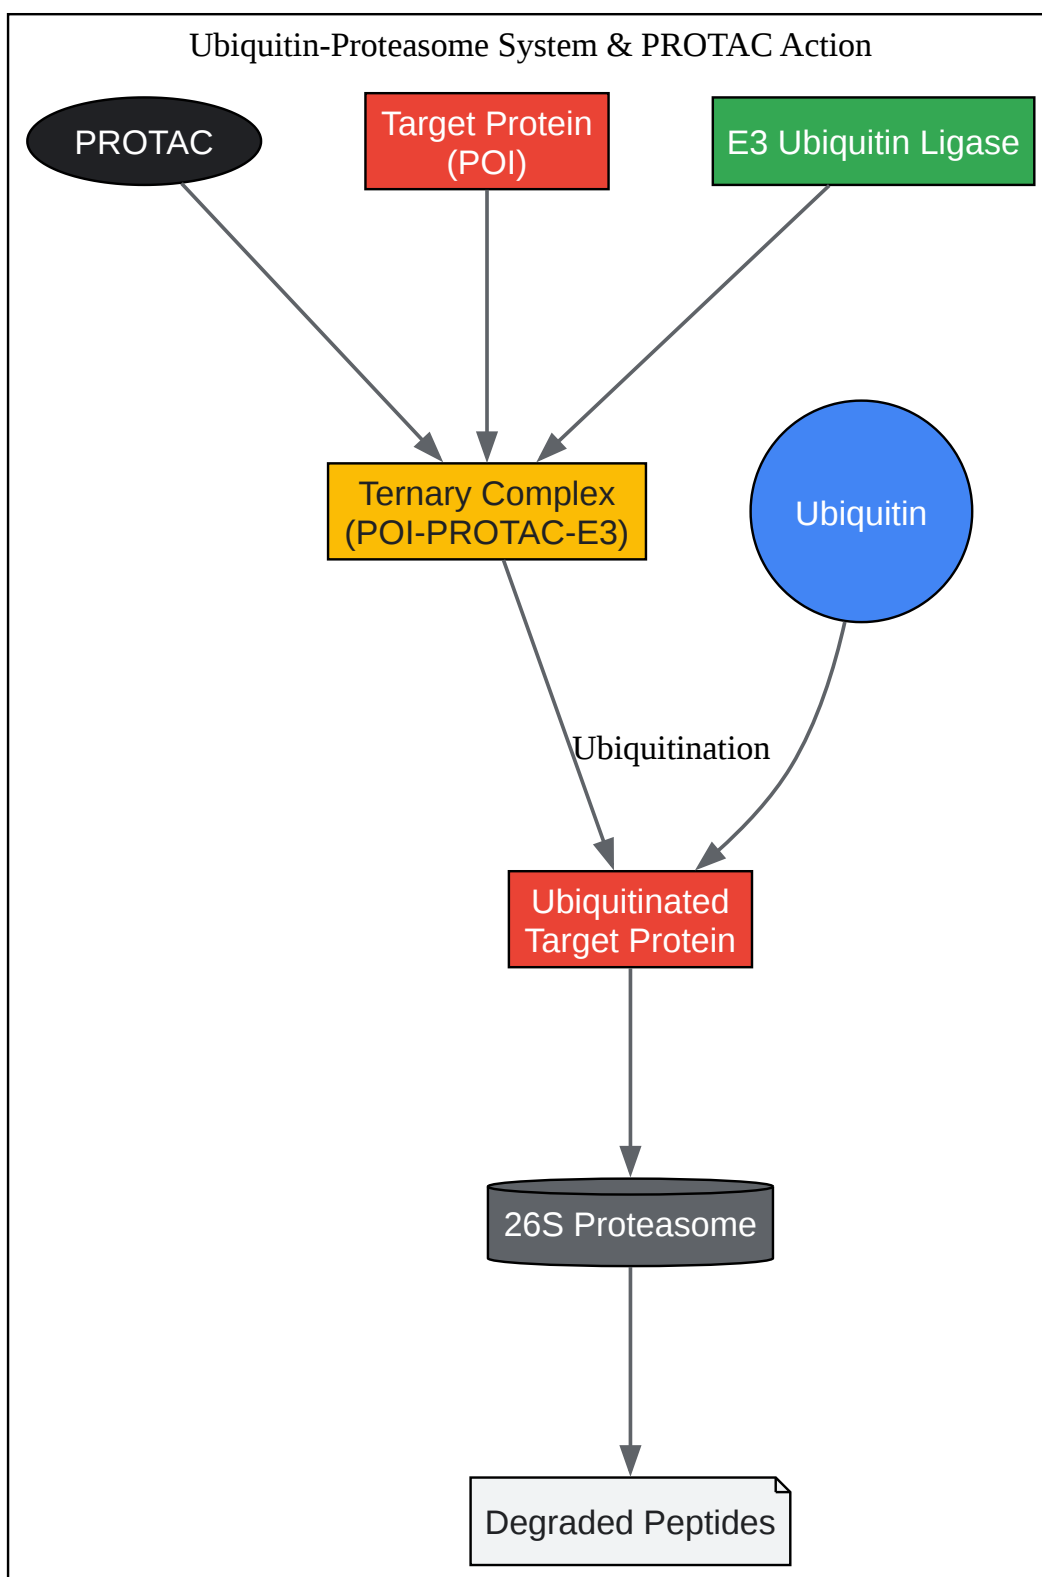 Ubiquitin-Proteasome System & PROTAC Action
PROTAC
Target Protein
(POI)
E3 Ubiquitin Ligase
Ternary Complex
(POI-PROTAC-E3)
Ubiquitin
Ubiquitination
Ubiquitinated
Target Protein
26S Proteasome
Degraded Peptides